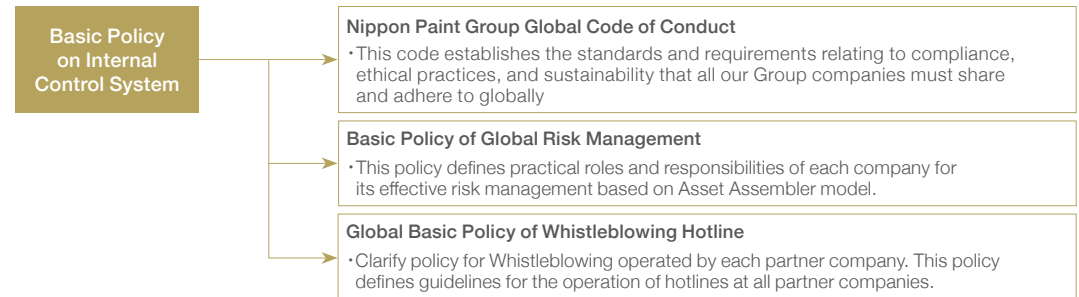 Basic Policy
on Internal
Control System
Nippon Paint Group Global Code of Conduct
・This code establishes the standards and requirements relating to compliance,
ethical practices, and sustainability that all our Group companies must share
and adhere to globally
Basic Policy of Global Risk Management
・This policy defines practical roles and responsibilities of each company for
its effective risk management based on Asset Assembler model.
Global Basic Policy of Whistleblowing Hotline
・Clarify policy for Whistleblowing operated by each partner company. This policy
defines guidelines for the operation of hotlines at all partner companies.